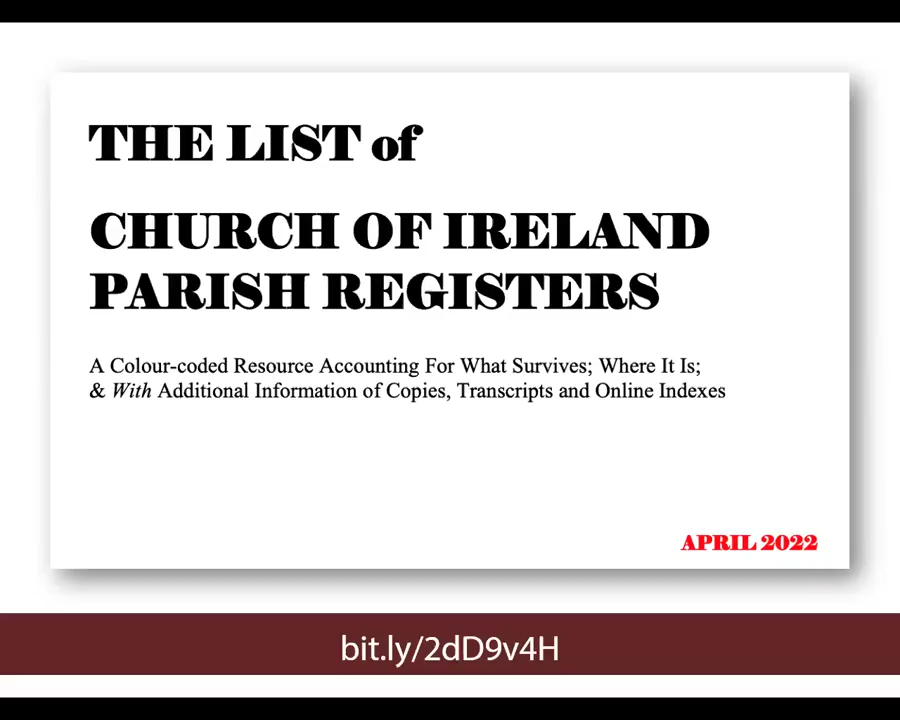 THE LIST of
CHURCH OF IRELAND
PARISH REGISTERS
A Colour-coded Resource Accounting For What Survives; Where It Is;
& With Additional Information of Copies, Transcripts and Online Indexes
APRIL 2022
bit.ly/2dD9v4H